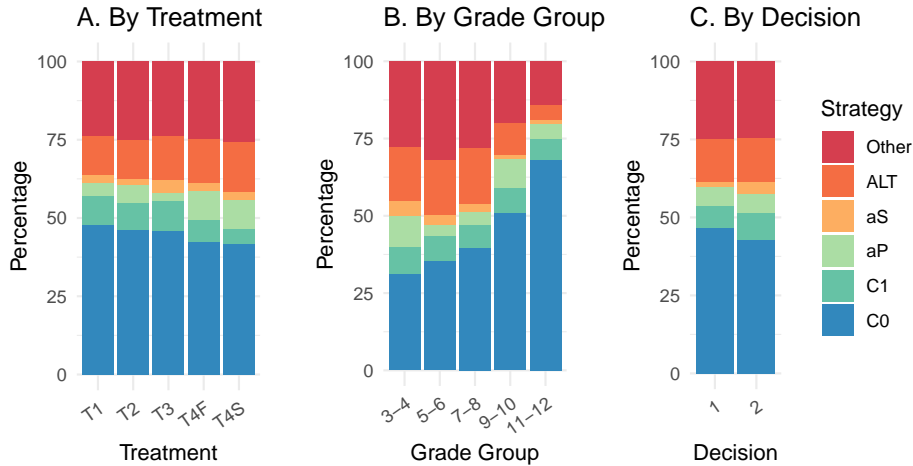 A. By Treatment
B. By Grade Group
C. By Decision
Percentage
100
75
50
25
0
T1
T2
T3
T4F
T4S
Treatment
Percentage
100
75
50
25
0
3–4
5–6
7–8
9–10
11–12
Grade Group
Percentage
100
75
50
25
0
1
2
Decision
Strategy
Other
ALT
aS
aP
C1
C0